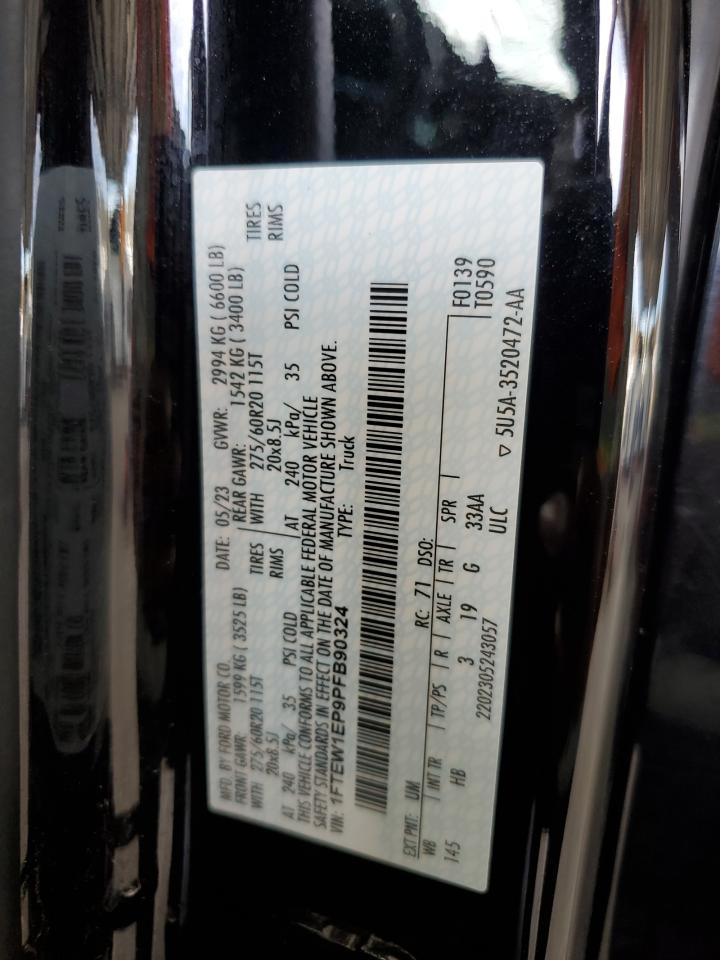 MFD. BY FORD MOTOR CO. DATE: 05/23 GVWR: 2994 KG ( 6600 LB)
FRONT GAWR: 1599 KG ( 3525 LB) REAR GAWR: 1542 KG ( 3400 LB)
WITH 275/60R20 115T TIRES WITH 275/60R20 115T TIRES
20x8.5J RIMS 20x8.5J RIMS
AT 240 kPa/ 35 PSI COLD AT 240 kPa/ 35 PSI COLD
THIS VEHICLE CONFORMS TO ALL APPLICABLE FEDERAL MOTOR VEHICLE
SAFETY STANDARDS IN EFFECT ON THE DATE OF MANUFACTURE SHOWN ABOVE.
VIN: 1FTEW1EP9PFB90324 TYPE: Truck
EXT PNT: UM RC: 71 DSO:
WB INT TR TP/PS R AXLE TR SPR F0139
145 HB 3 19 G 33AA T0590
2202305243057 ULC ▽ 5U5A-3520472-AA